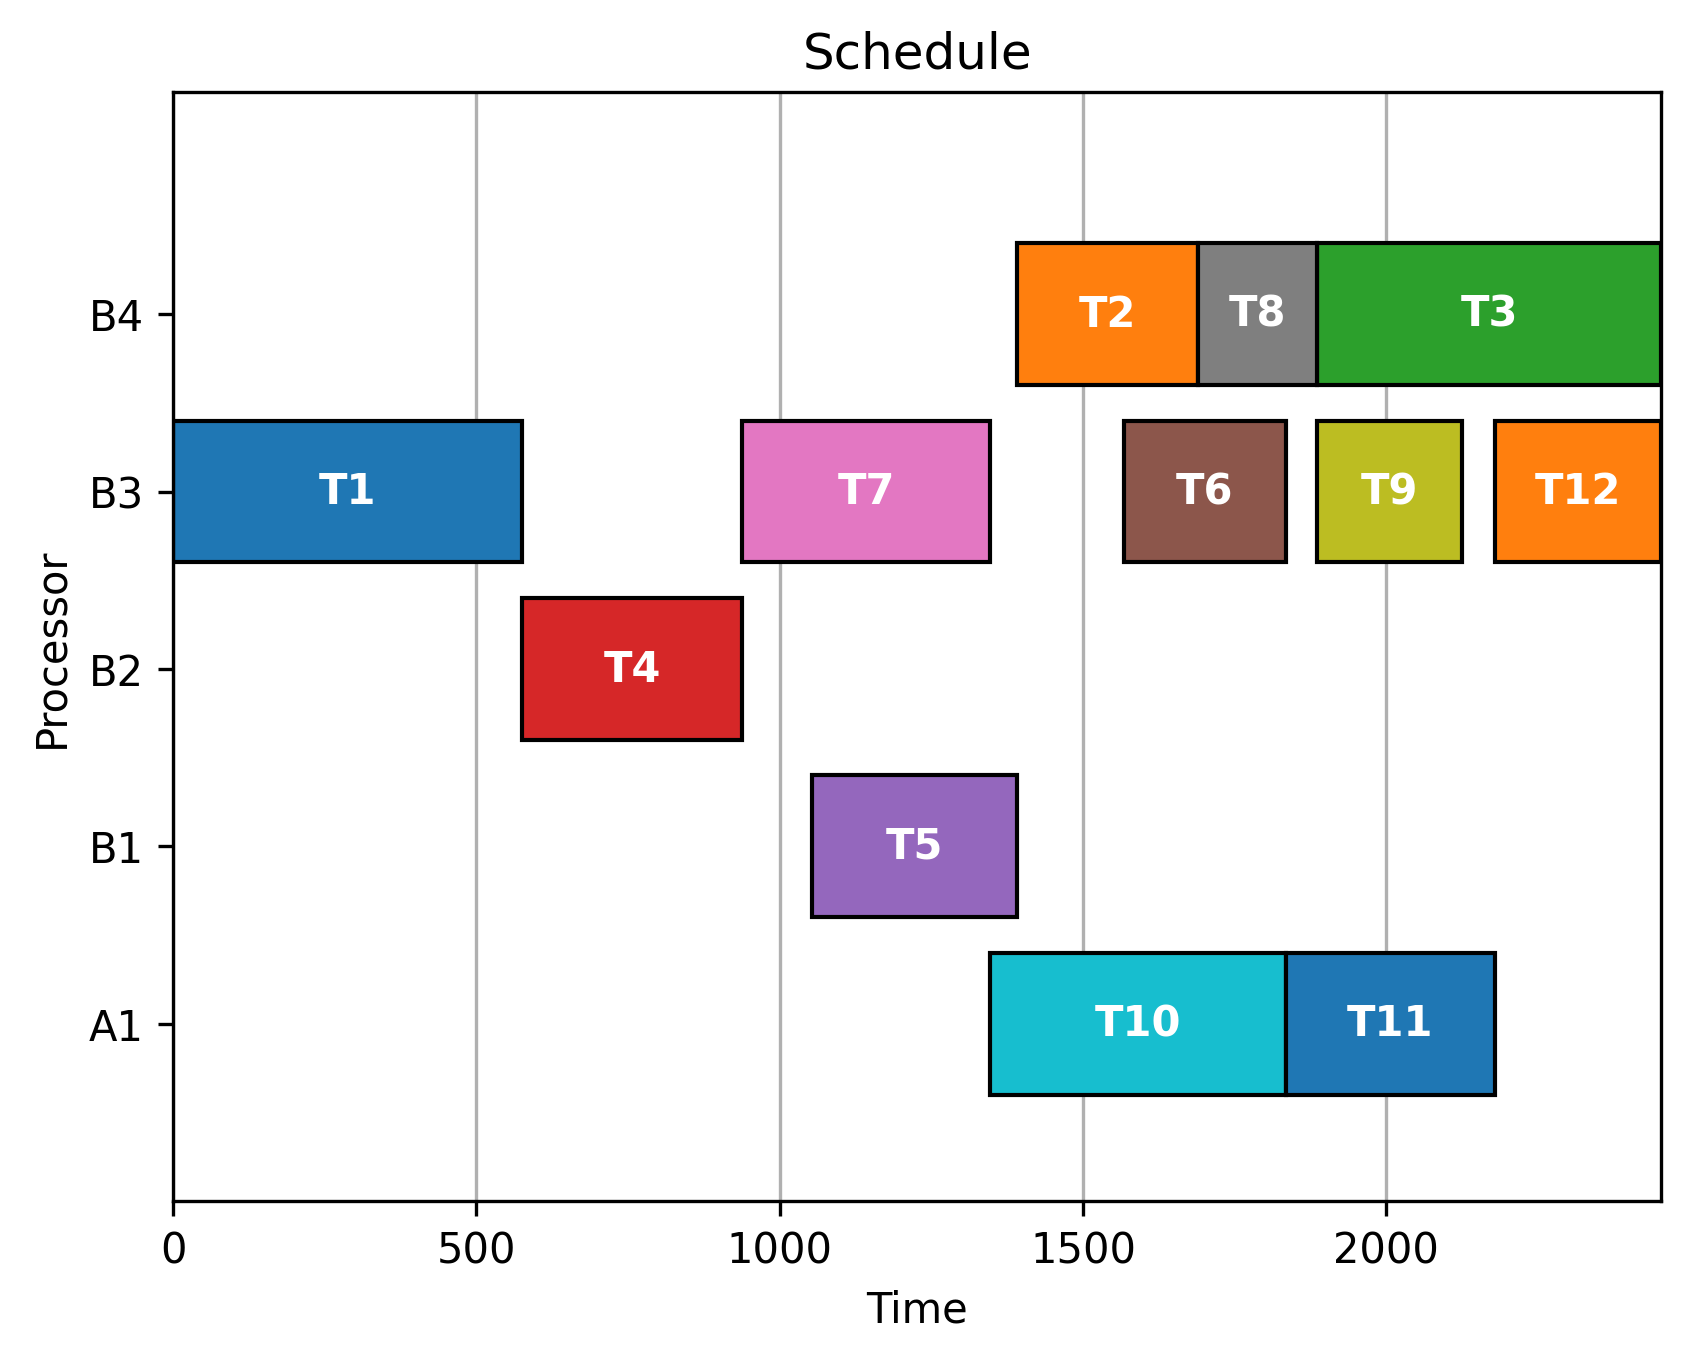 Schedule
B4
T2 T8 T3
B3
T1 T7 T6 T9 T12
B2
T4
B1
T5
A1
T10 T11
Processor
0 500 1000 1500 2000
Time